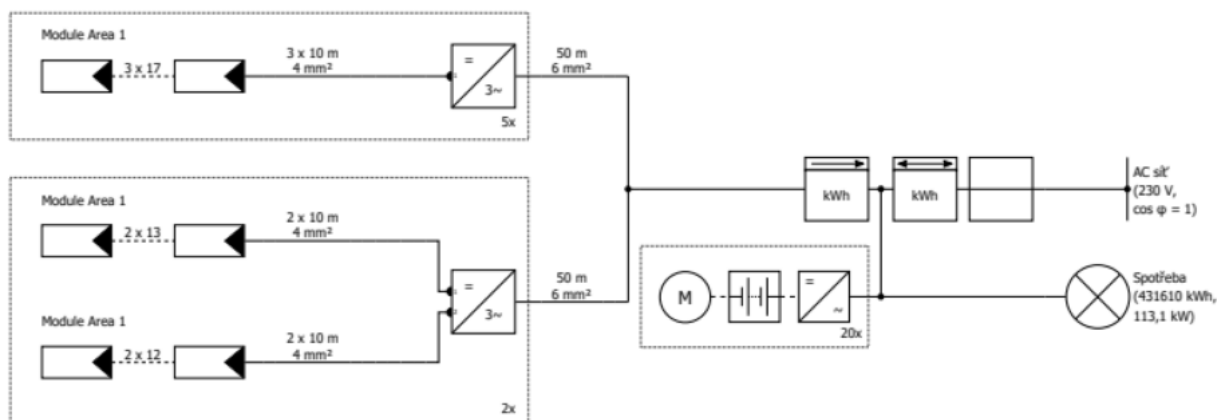 Module Area 1
3 x 17
3 x 10 m
4 mm²
=
3~
5x
50 m
6 mm²
Module Area 1
2 x 13
2 x 10 m
4 mm²
Module Area 1
2 x 12
2 x 10 m
4 mm²
=
3~
2x
50 m
6 mm²
kWh
kWh
AC síť
(230 V,
cos φ = 1)
M
=
~
20x
Spotřeba
(431610 kWh,
113,1 kW)